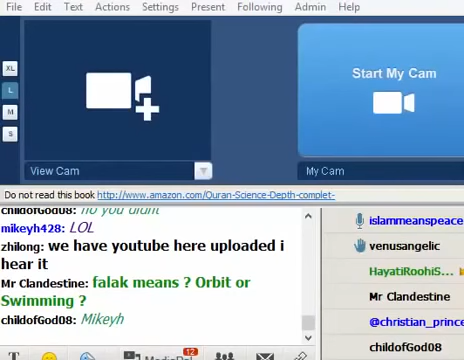 File Edit Text Actions Settings Present Following Admin Help
XL
L
M
S
Start My Cam
View Cam
My Cam
Do not read this book http://www.amazon.com/Quran-Science-Depth-complet-
childofGod08: no you didnt
mikeyh428: LOL
zhilong: we have youtube here uploaded i
hear it
Mr Clandestine: falak means ? Orbit or
Swimming ?
childofGod08: Mikeyh
islammeanspeace
venusangelic
HayatiRoohiS...
Mr Clandestine
@christian_prince
childofGod08
T
12